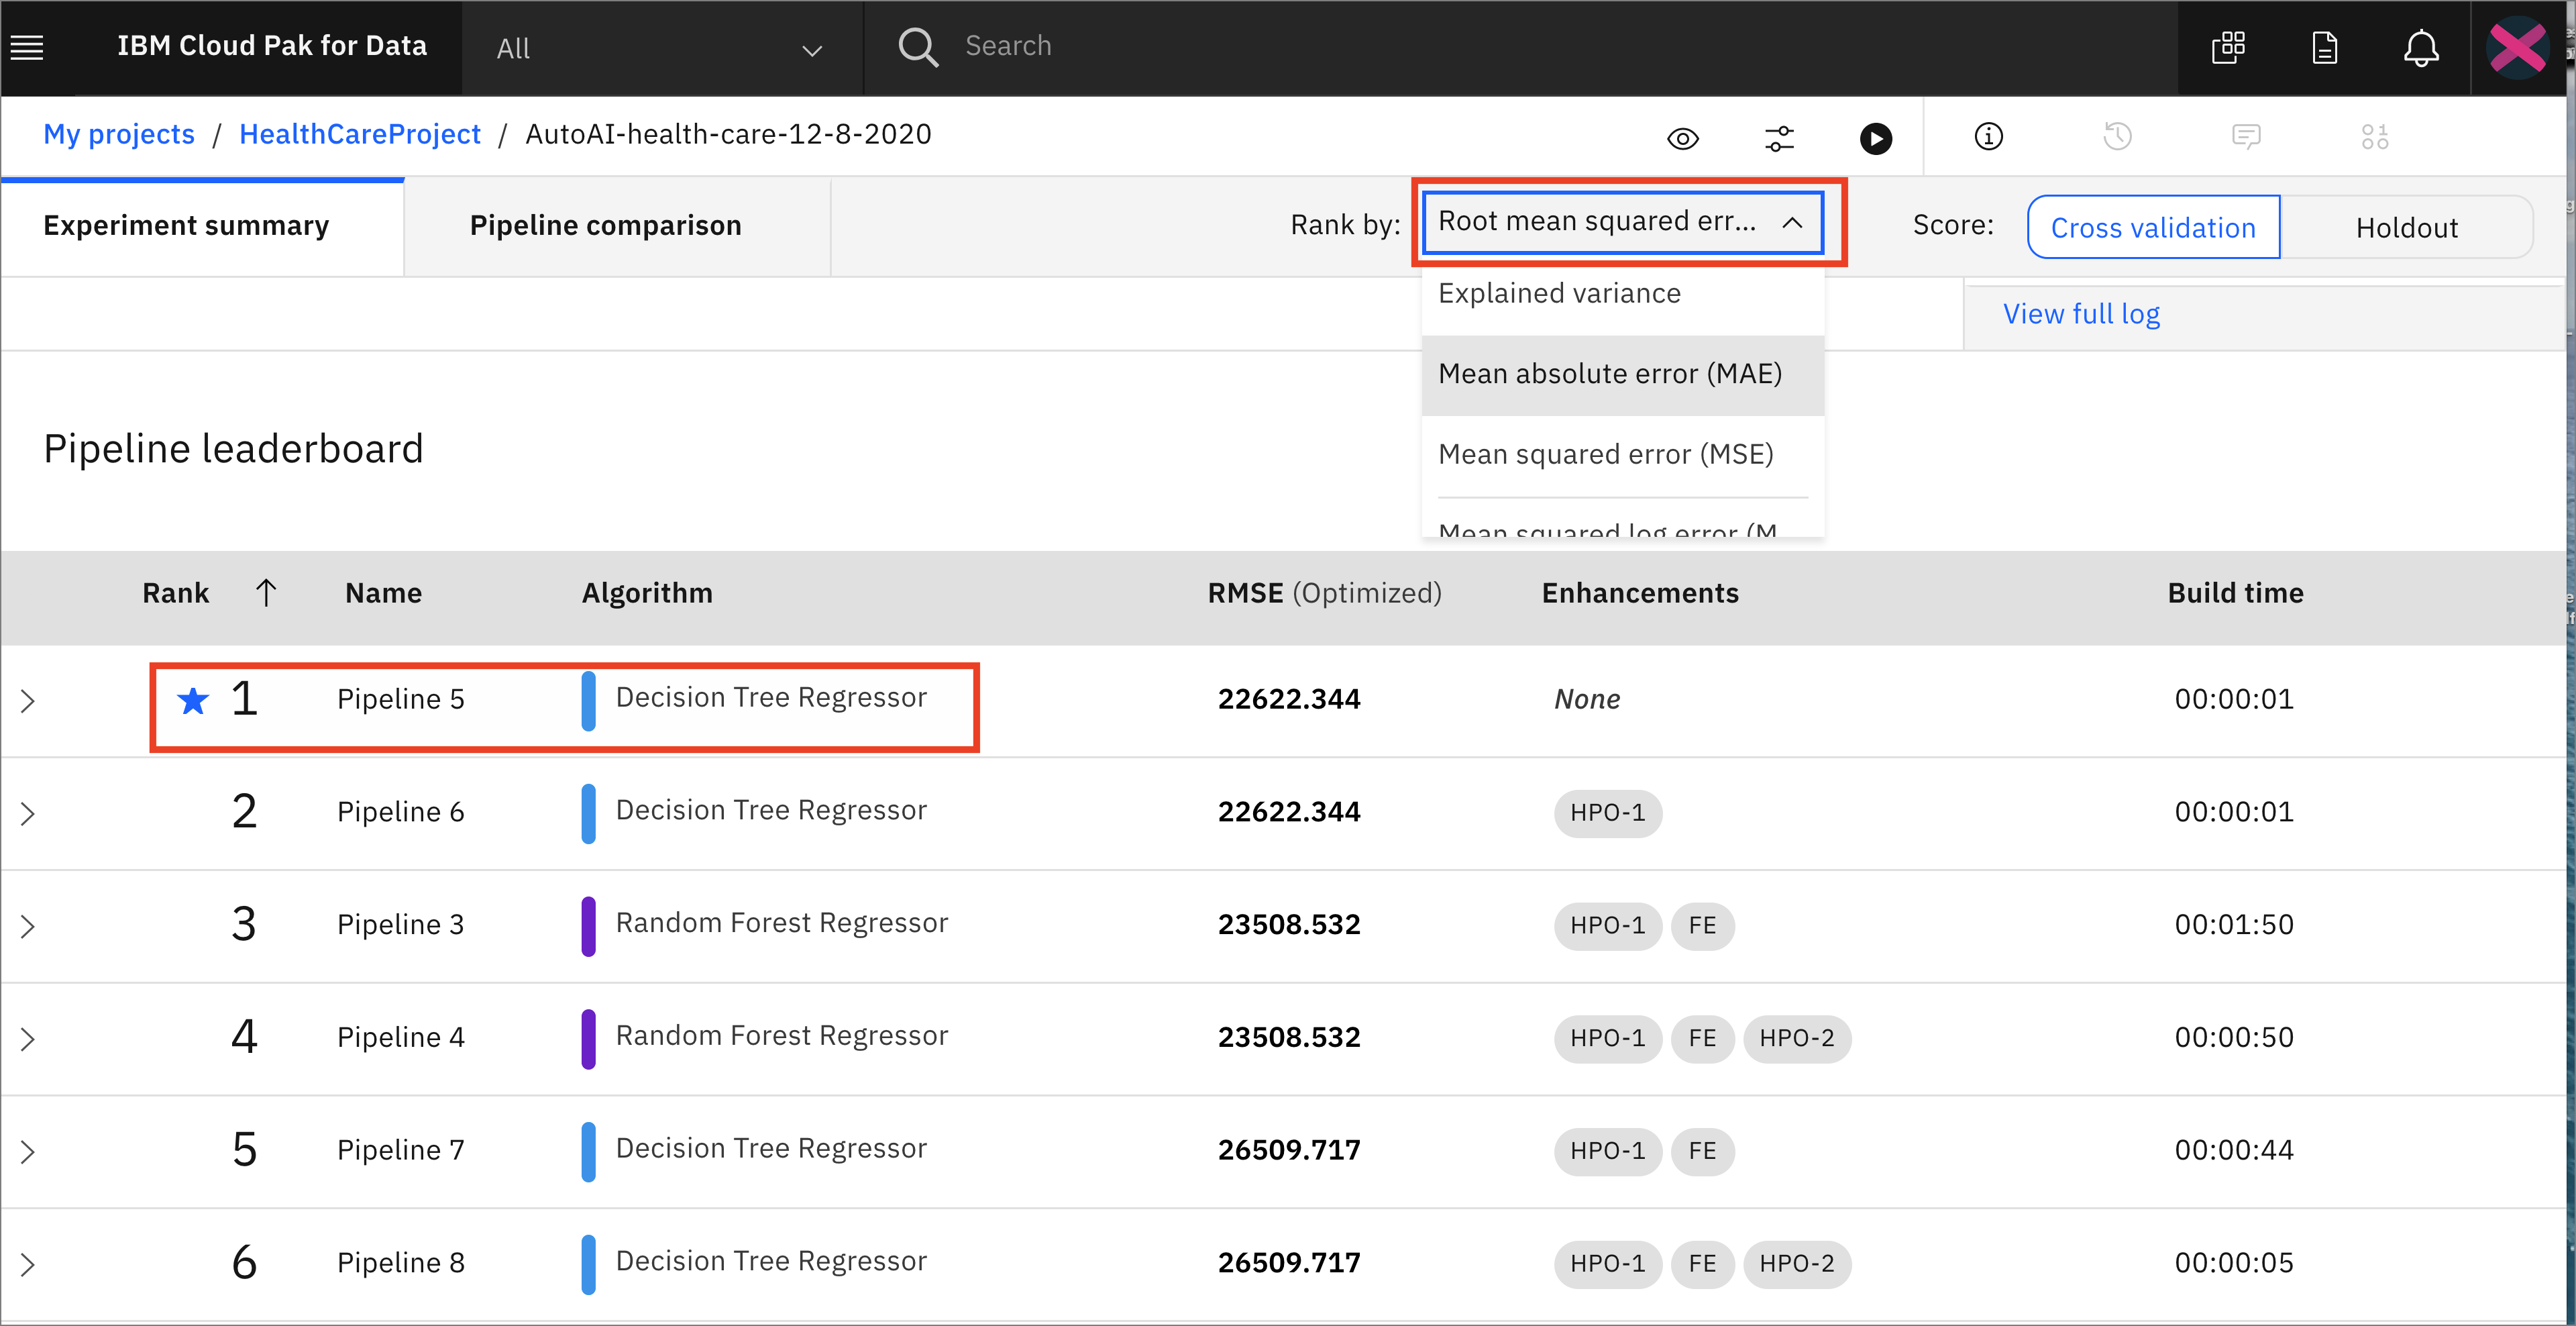 IBM Cloud Pak for Data All Search
My projects / HealthCareProject / AutoAI-health-care-12-8-2020
Experiment summary Pipeline comparison Rank by: Root mean squared err... Score: Cross validation Holdout
Explained variance
View full log
Mean absolute error (MAE)
Mean squared error (MSE)
Mean squared log error (M
Pipeline leaderboard
Rank Name Algorithm RMSE (Optimized) Enhancements Build time
1 Pipeline 5 Decision Tree Regressor 22622.344 None 00:00:01
2 Pipeline 6 Decision Tree Regressor 22622.344 HPO-1 00:00:01
3 Pipeline 3 Random Forest Regressor 23508.532 HPO-1 FE 00:01:50
4 Pipeline 4 Random Forest Regressor 23508.532 HPO-1 FE HPO-2 00:00:50
5 Pipeline 7 Decision Tree Regressor 26509.717 HPO-1 FE 00:00:44
6 Pipeline 8 Decision Tree Regressor 26509.717 HPO-1 FE HPO-2 00:00:05